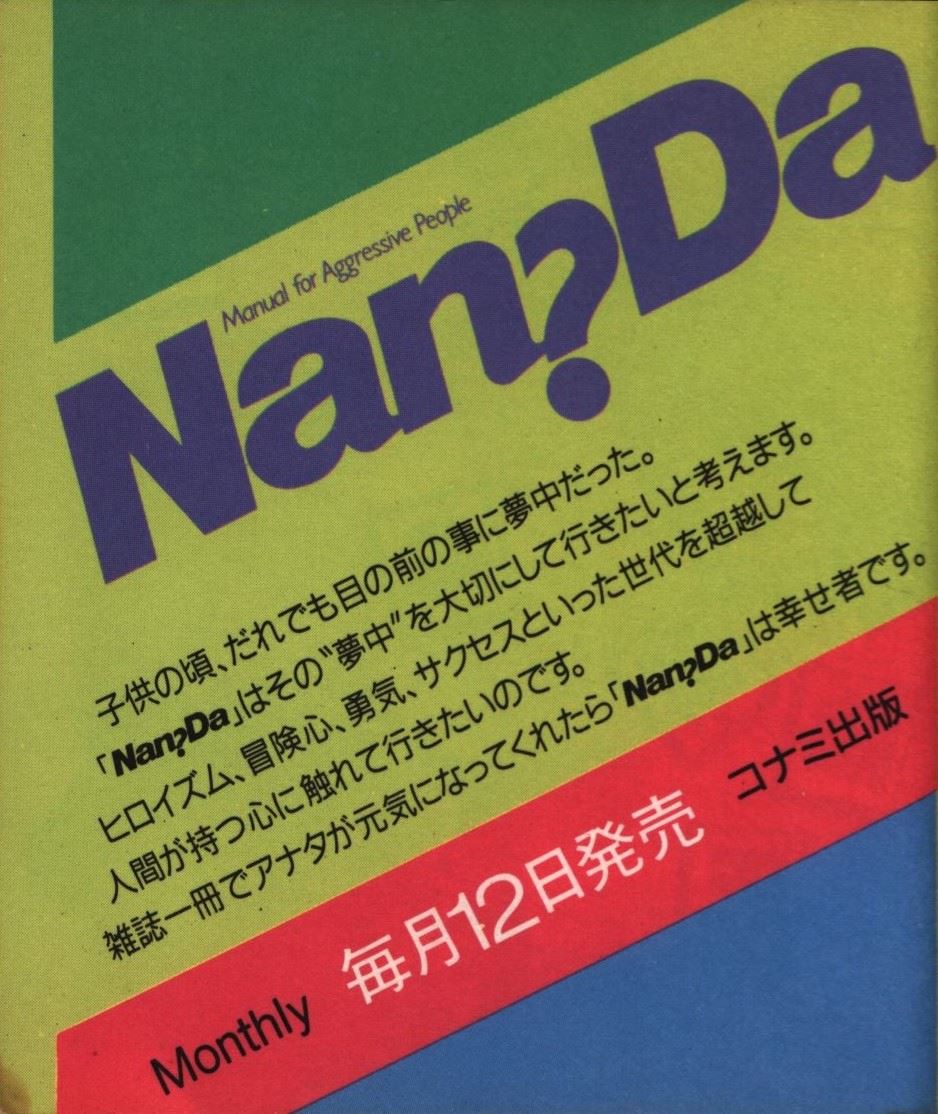 Manual for Aggressive People
Nan?Da
子供の頃、だれでも目の前の事に夢中だった。
「Nan?Da」はその“夢中”を大切にして行きたいと考えます。
ヒロイズム、冒険心、勇気、サクセスといった世代を超越して
人間が持つ心に触れて行きたいのです。
雑誌一冊でアナタが元気になってくれたら「Nan?Da」は幸せ者です。
Monthly 毎月12日発売 コナミ出版